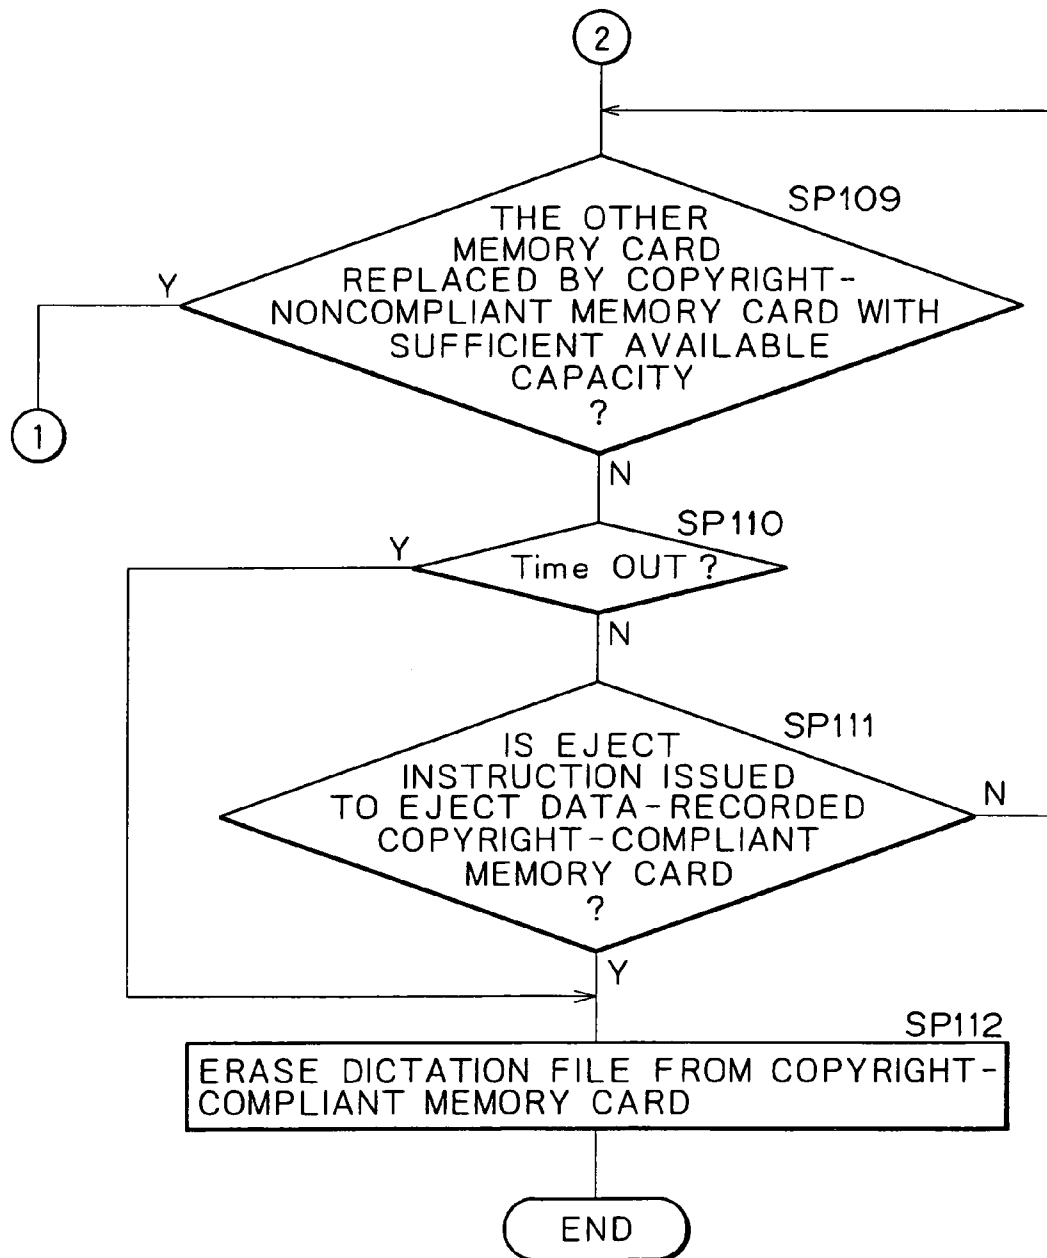 2
SP109
THE OTHER
MEMORY CARD
REPLACED BY COPYRIGHT-
NONCOMPLIANT MEMORY CARD WITH
SUFFICIENT AVAILABLE
CAPACITY
?
Y
1
N
SP110
Y
Time OUT ?
N
SP111
IS EJECT
INSTRUCTION ISSUED
TO EJECT DATA-RECORDED
COPYRIGHT-COMPLIANT
MEMORY CARD
?
N
Y
SP112
ERASE DICTATION FILE FROM COPYRIGHT-
COMPLIANT MEMORY CARD
END